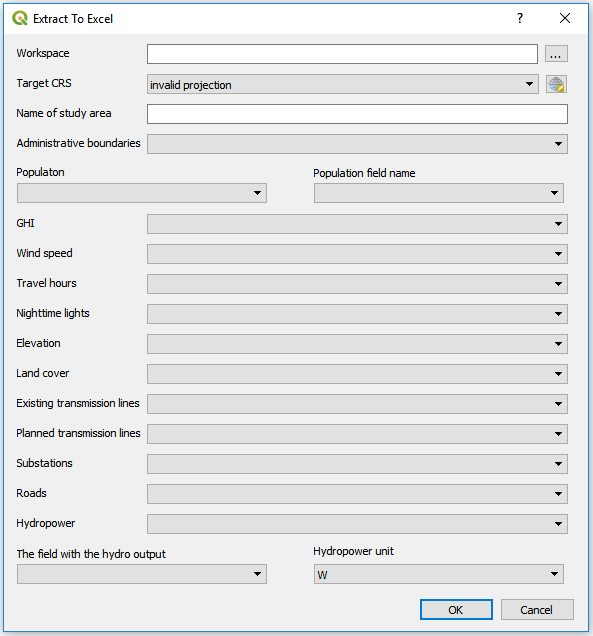 Extract To Excel ?
Workspace ...
Target CRS invalid projection
Name of study area
Administrative boundaries
Populaton Population field name
GHI
Wind speed
Travel hours
Nighttime lights
Elevation
Land cover
Existing transmission lines
Planned transmission lines
Substations
Roads
Hydropower
The field with the hydro output Hydropower unit
W
OK Cancel